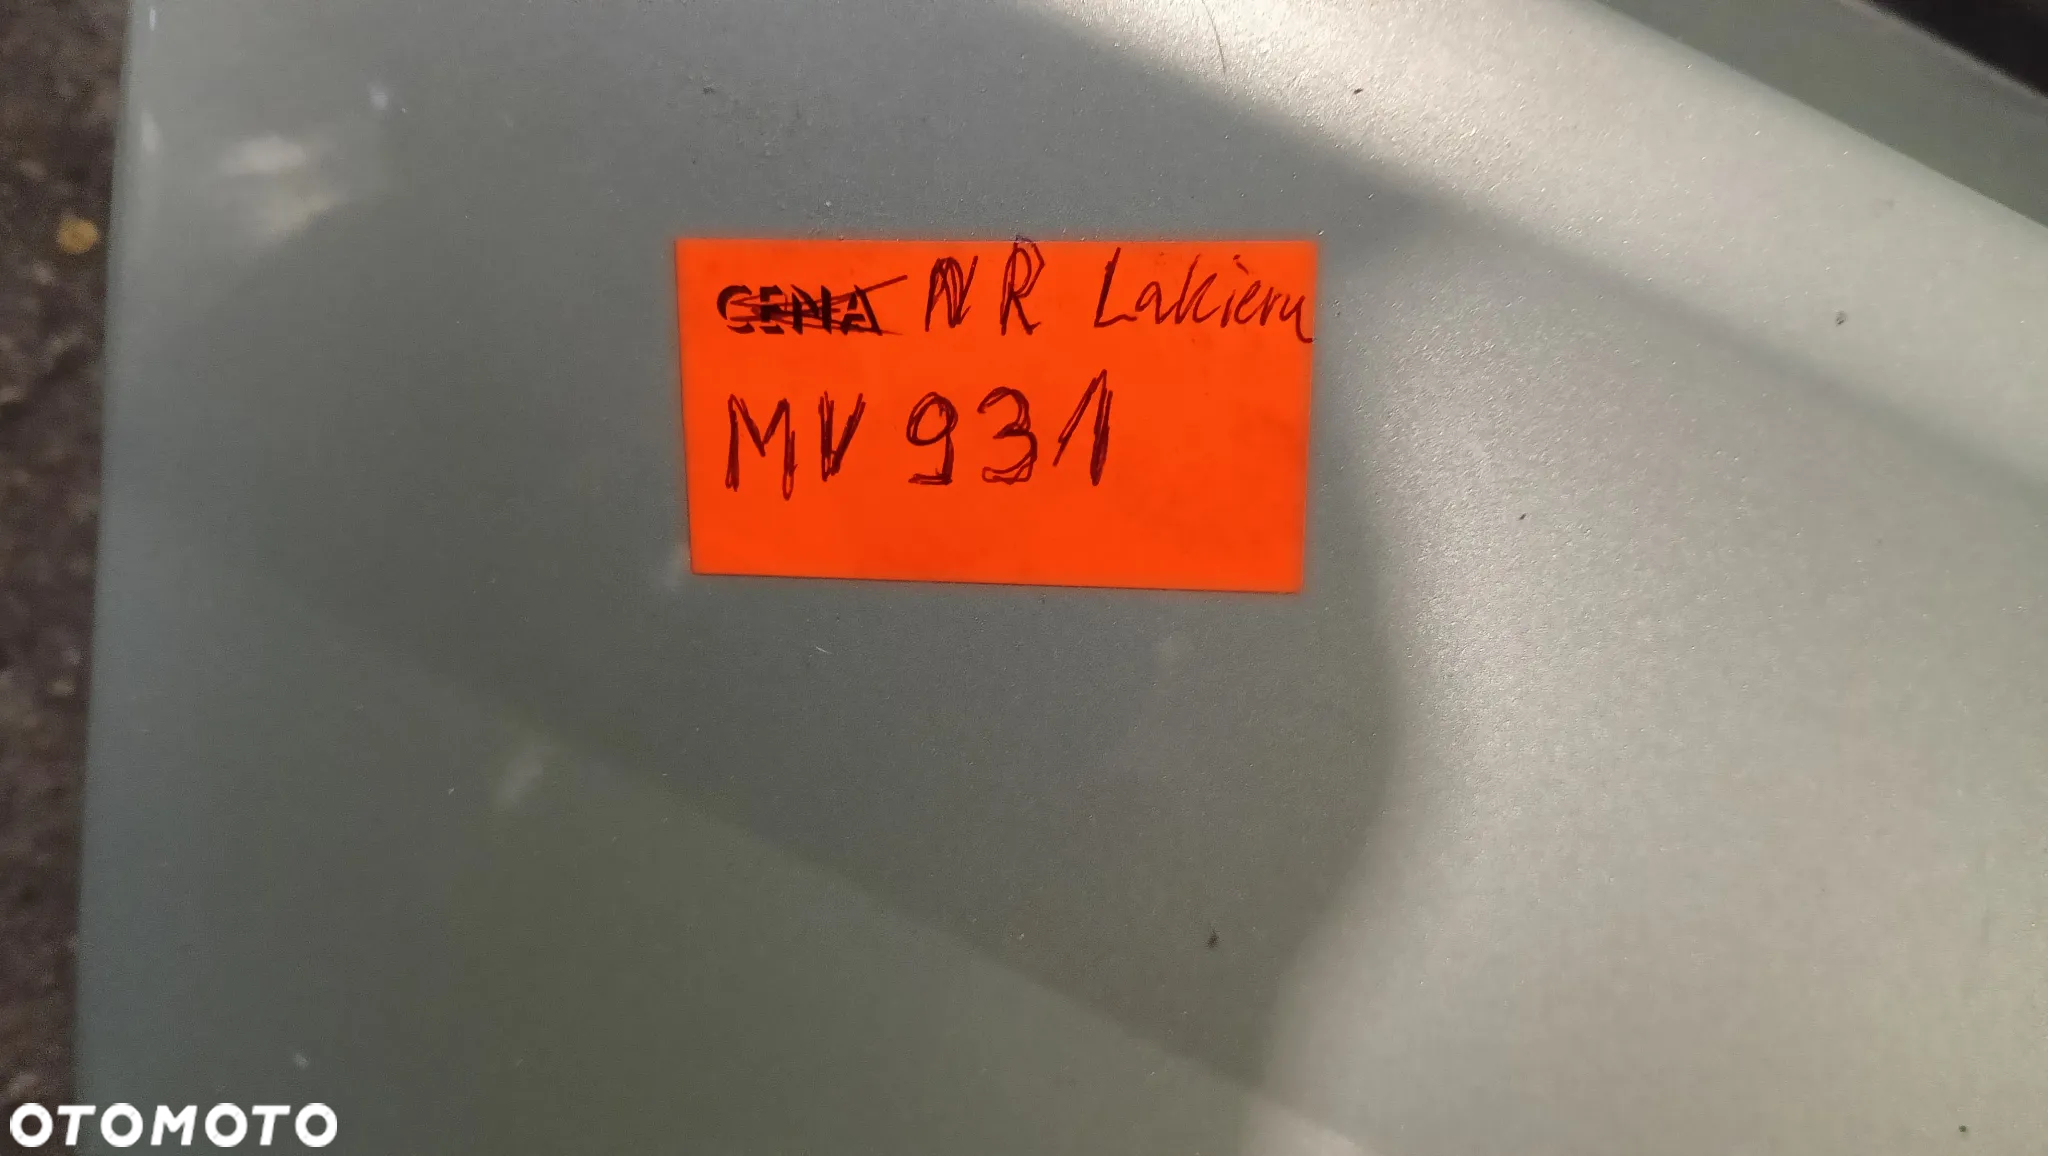 CENA NR Lakieru
MV 931
OTOMOTO